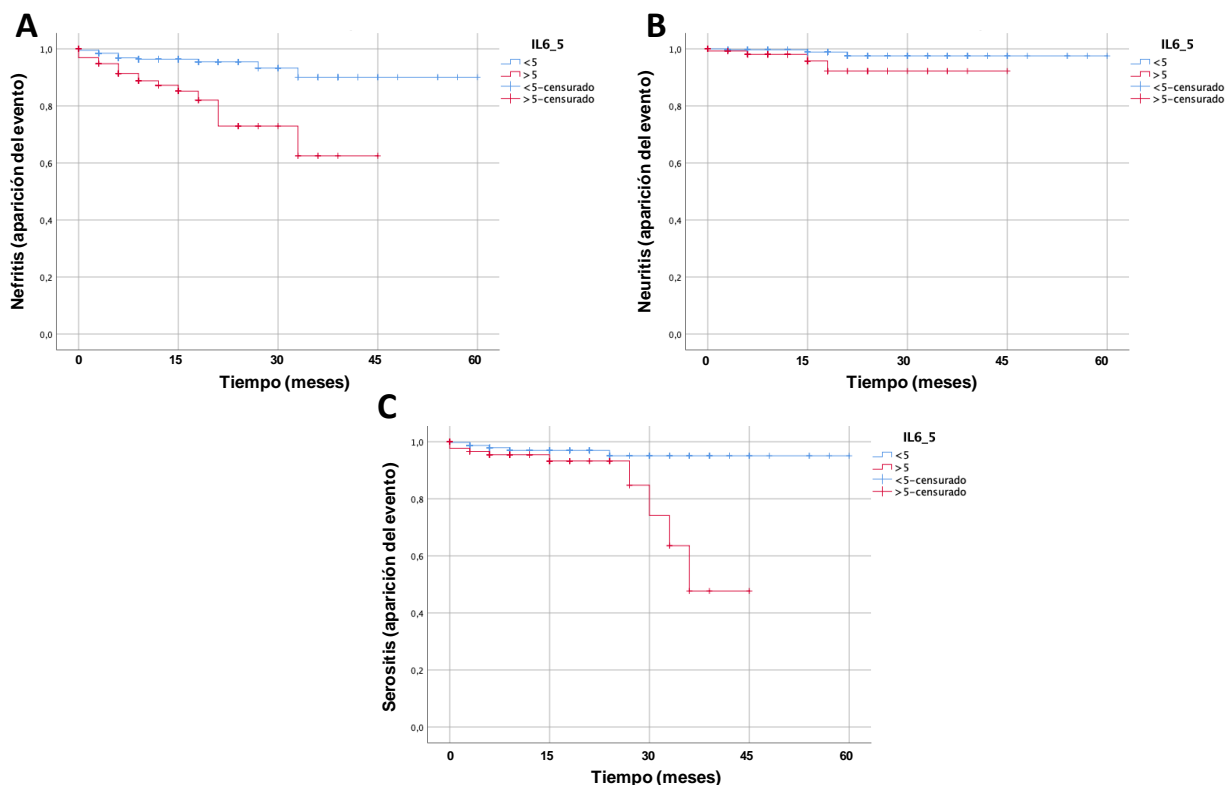 A
Nefritis (aparición del evento)
1,0
0,8
0,6
0,4
0,2
0,0
0 15 30 45 60
Tiempo (meses)
IL6_5
<5
>5
<5-censurado
>5-censurado
B
Neuritis (aparición del evento)
1,0
0,8
0,6
0,4
0,2
0,0
0 15 30 45 60
Tiempo (meses)
IL6_5
<5
>5
<5-censurado
>5-censurado
C
Serositis (aparición del evento)
1,0
0,8
0,6
0,4
0,2
0,0
0 15 30 45 60
Tiempo (meses)
IL6_5
<5
>5
<5-censurado
>5-censurado